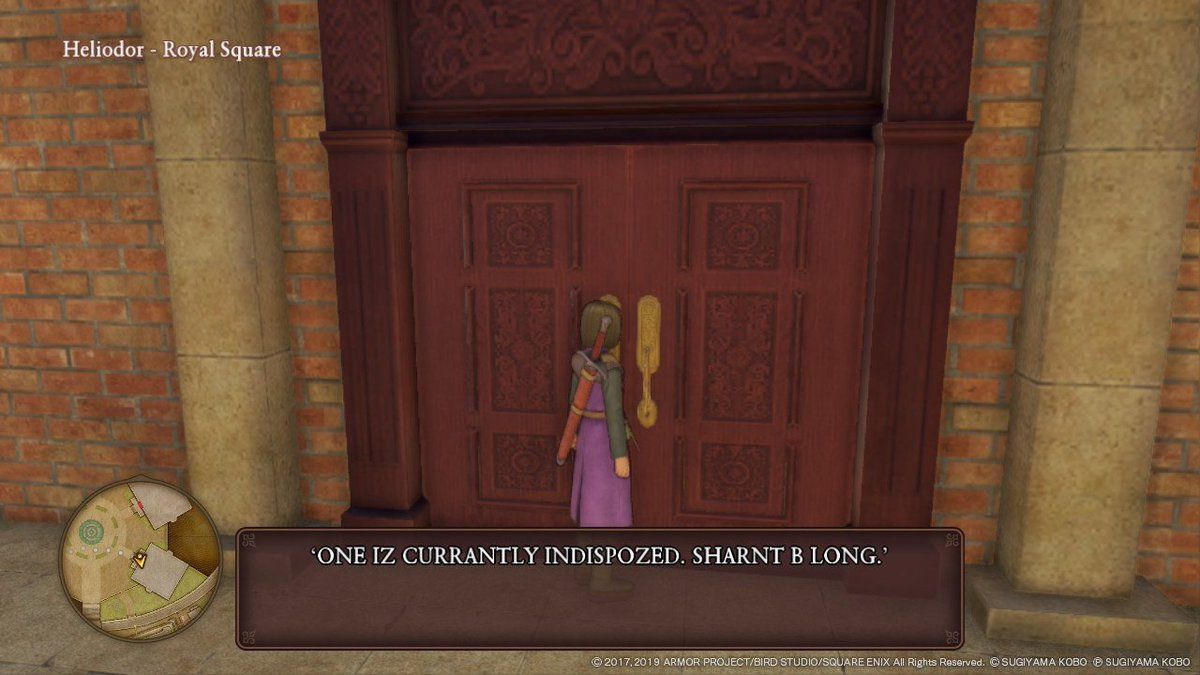 Heliodor - Royal Square
‘ONE IZ CURRANTLY INDISPOZED. SHARNT B LONG.’
© 2017, 2019 ARMOR PROJECT/BIRD STUDIO/SQUARE ENIX All Rights Reserved. © SUGIYAMA KOBO ℗ SUGIYAMA KOBO